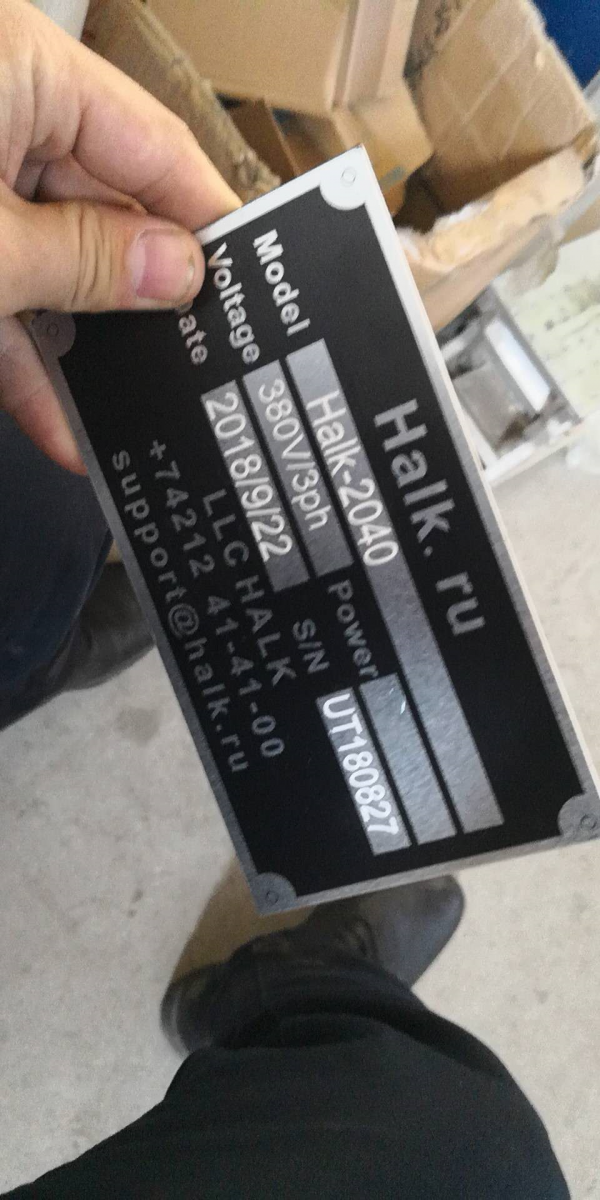 Halk.ru
Model Halk-2040
Voltage 380V/3ph Power
Date 2018/9/22 S/N UT180827
LLC HALK
+74212 41-41-00
support@halk.ru